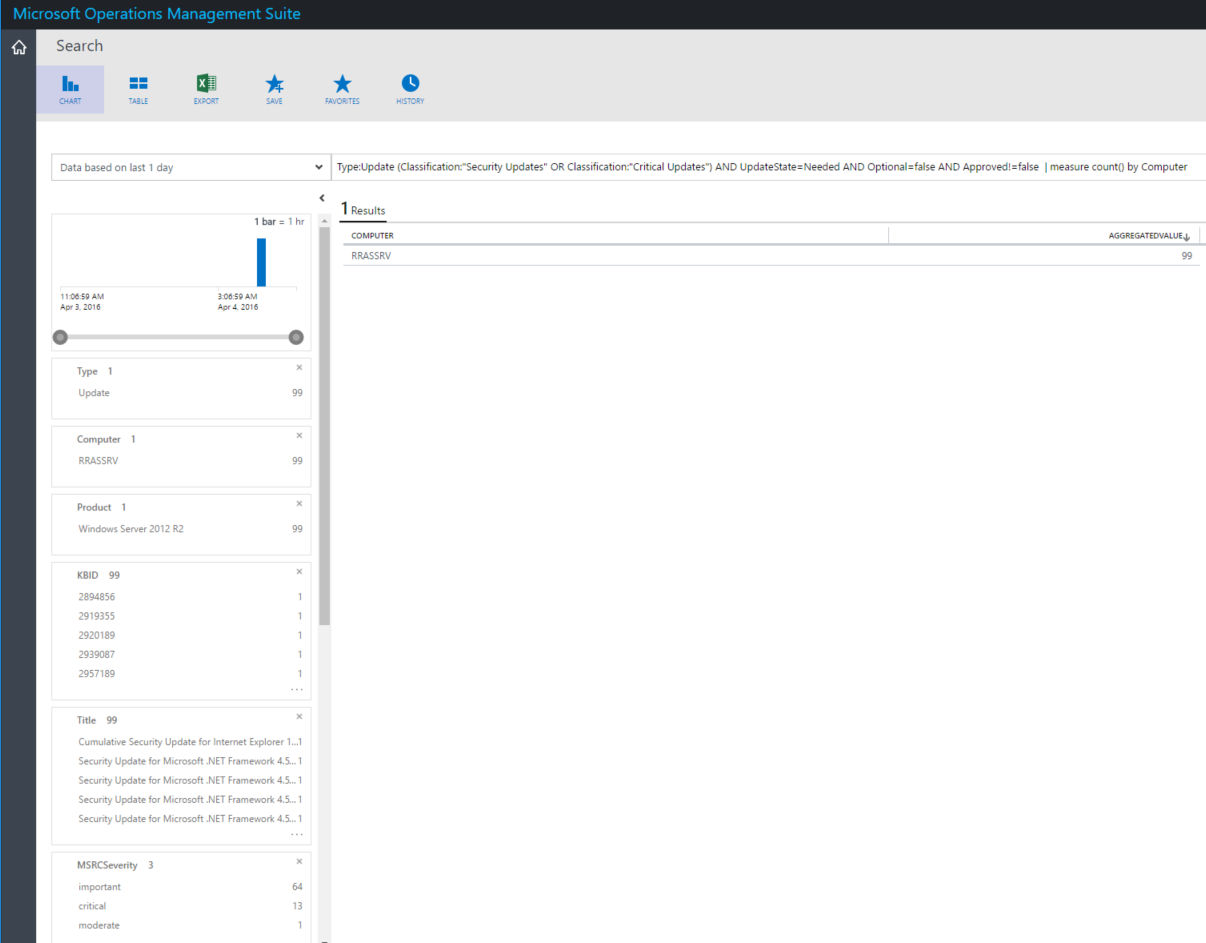 Microsoft Operations Management Suite
Search
CHART TABLE EXPORT SAVE FAVORITES HISTORY
Data based on last 1 day
Type:Update (Classification:"Security Updates" OR Classification:"Critical Updates") AND UpdateState=Needed AND Optional=false AND Approved!=false | measure count() by Computer
1 bar = 1 hr
11:06:59 AM 3:06:59 AM
Apr 3, 2016 Apr 4, 2016
Type 1
Update 99
Computer 1
RRASSRV 99
Product 1
Windows Server 2012 R2 99
KBID 99
2894856 1
2919355 1
2920189 1
2939087 1
2957189 1
...
Title 99
Cumulative Security Update for Internet Explorer 1...1
Security Update for Microsoft .NET Framework 4.5... 1
Security Update for Microsoft .NET Framework 4.5... 1
Security Update for Microsoft .NET Framework 4.5... 1
Security Update for Microsoft .NET Framework 4.5... 1
...
MSRCSeverity 3
important 64
critical 13
moderate 1
1 Results
COMPUTER AGGREGATEDVALUE
RRASSRV 99